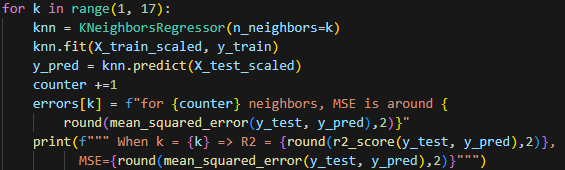 for k in range(1, 17):
    knn = KNeighborsRegressor(n_neighbors=k)
    knn.fit(X_train_scaled, y_train)
    y_pred = knn.predict(X_test_scaled)
    counter +=1
    errors[k] = f"for {counter} neighbors, MSE is around {
        round(mean_squared_error(y_test, y_pred),2)}"
    print(f""" When k = {k} => R2 = {round(r2_score(y_test, y_pred),2)},
          MSE={round(mean_squared_error(y_test, y_pred),2)}""")